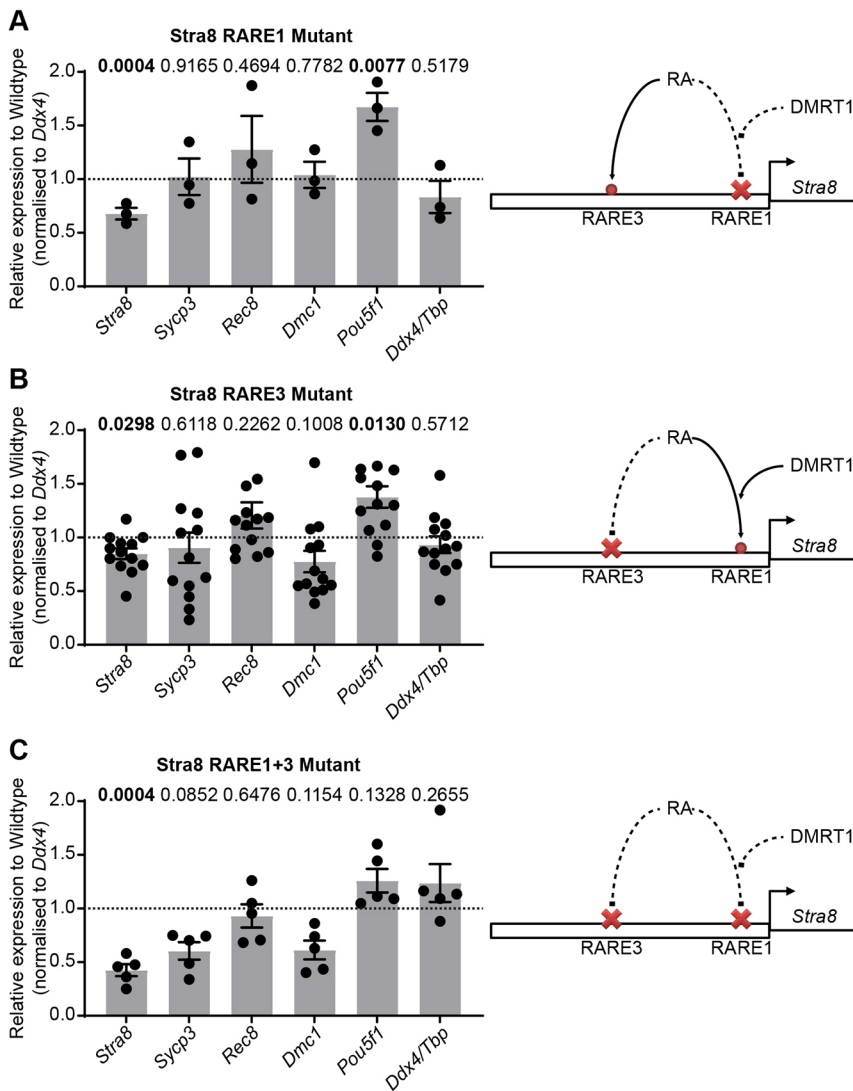 A
Stra8 RARE1 Mutant
0.0004 0.9165 0.4694 0.7782 0.0077 0.5179
Relative expression to Wildtype
(normalised to Ddx4)
2.0
1.5
1.0
0.5
0.0
Stra8
Sycp3
Rec8
Dmc1
Pou5f1
Ddx4/Tbp
RA
DMRT1
Stra8
RARE3
RARE1
B
Stra8 RARE3 Mutant
0.0298 0.6118 0.2262 0.1008 0.0130 0.5712
Relative expression to Wildtype
(normalised to Ddx4)
2.0
1.5
1.0
0.5
0.0
Stra8
Sycp3
Rec8
Dmc1
Pou5f1
Ddx4/Tbp
RA
DMRT1
Stra8
RARE3
RARE1
C
Stra8 RARE1+3 Mutant
0.0004 0.0852 0.6476 0.1154 0.1328 0.2655
Relative expression to Wildtype
(normalised to Ddx4)
2.0
1.5
1.0
0.5
0.0
Stra8
Sycp3
Rec8
Dmc1
Pou5f1
Ddx4/Tbp
RA
DMRT1
Stra8
RARE3
RARE1